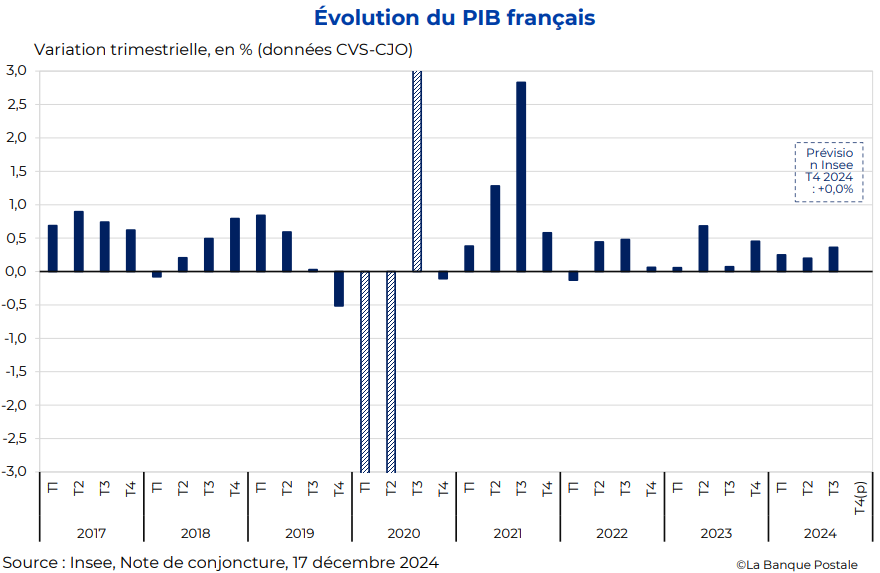 Évolution du PIB français
Variation trimestrielle, en % (données CVS-CJO)
3,0
2,5
2,0
1,5
1,0
0,5
0,0
-0,5
-1,0
-1,5
-2,0
-2,5
-3,0
Prévisio
n Insee
T4 2024
: +0,0%
T1 T2 T3 T4 T1 T2 T3 T4 T1 T2 T3 T4 T1 T2 T3 T4 T1 T2 T3 T4 T1 T2 T3 T4 T1 T2 T3 T4 T1 T2 T3 T4(p)
2017 2018 2019 2020 2021 2022 2023 2024
Source : Insee, Note de conjoncture, 17 décembre 2024
©La Banque Postale